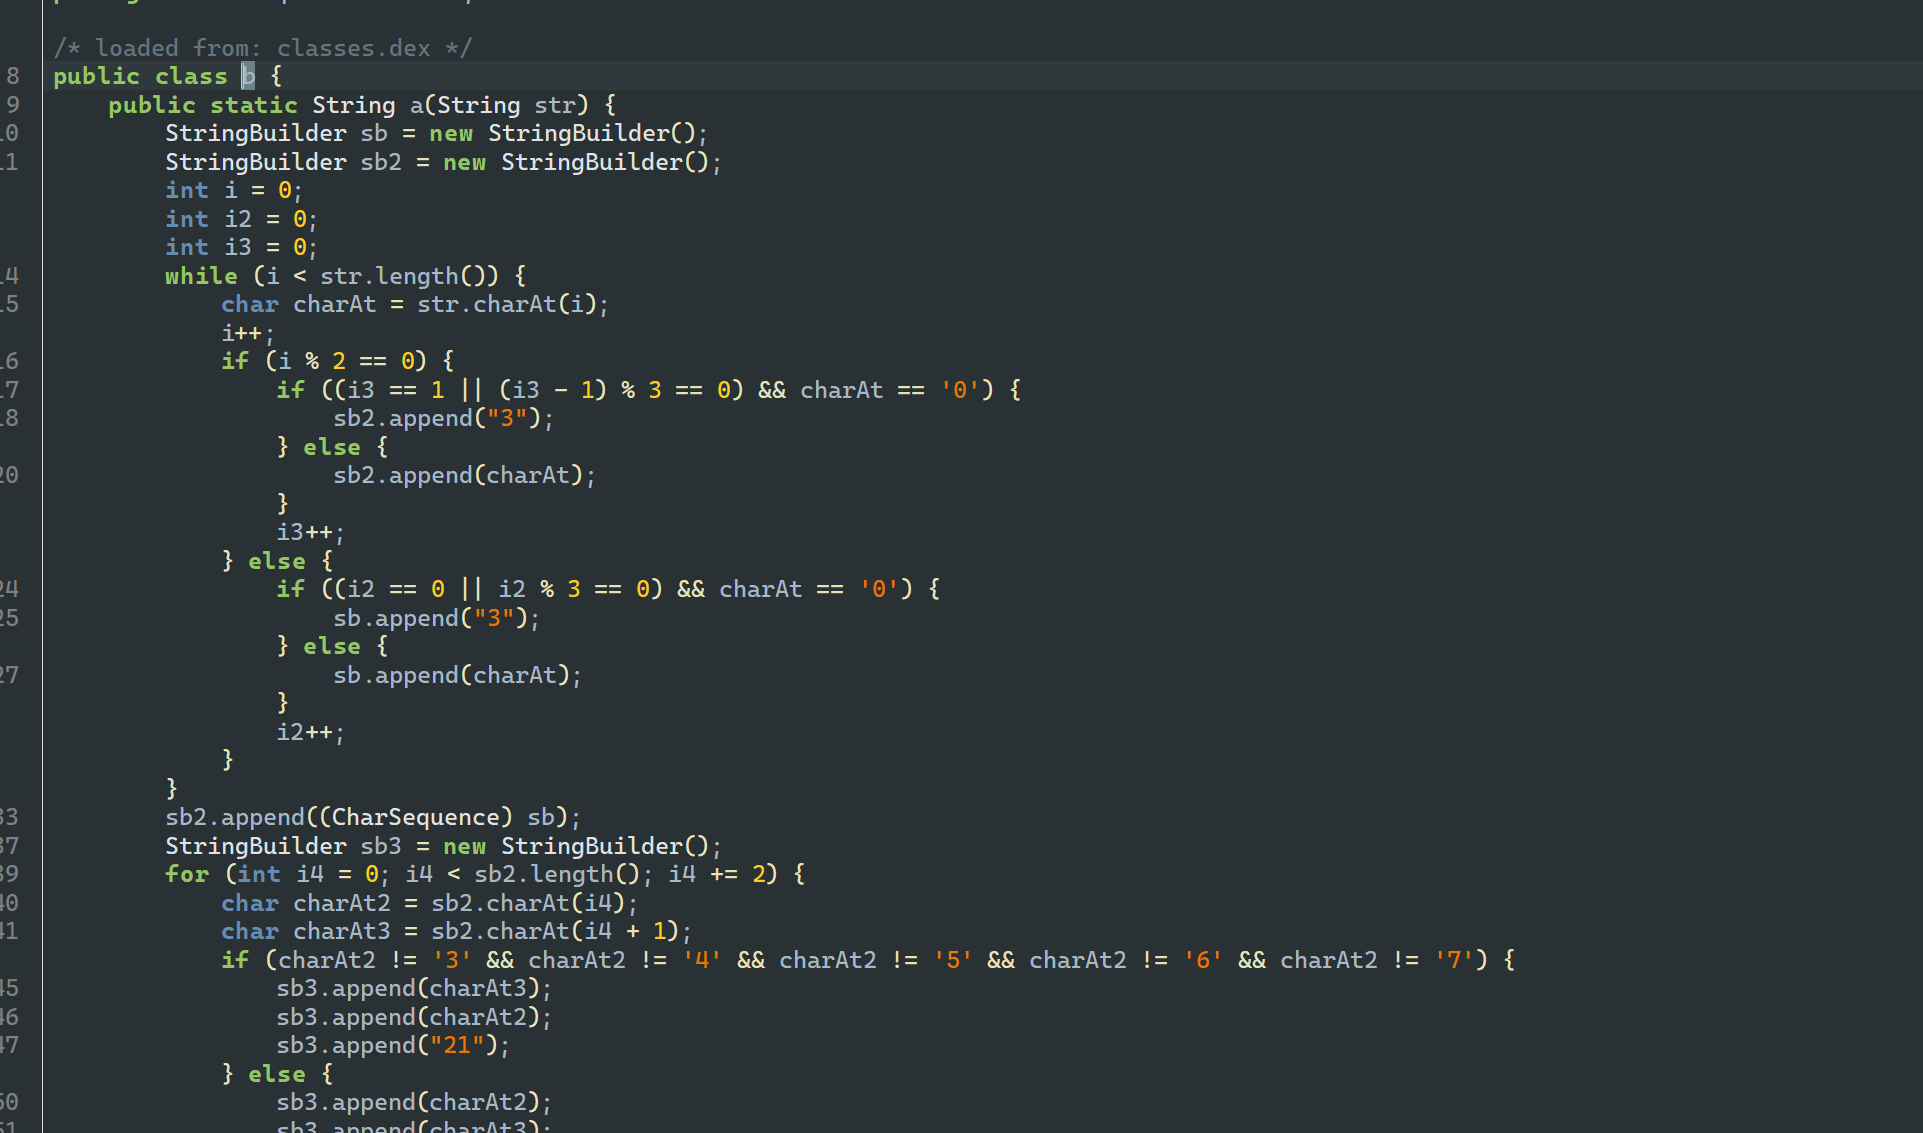 /* loaded from: classes.dex */
8 public class b {
9 public static String a(String str) {
10 StringBuilder sb = new StringBuilder();
11 StringBuilder sb2 = new StringBuilder();
int i = 0;
int i2 = 0;
int i3 = 0;
14 while (i < str.length()) {
15 char charAt = str.charAt(i);
i++;
16 if (i % 2 == 0) {
17 if ((i3 == 1 || (i3 - 1) % 3 == 0) && charAt == '0') {
18 sb2.append("3");
} else {
20 sb2.append(charAt);
}
i3++;
} else {
24 if ((i2 == 0 || i2 % 3 == 0) && charAt == '0') {
25 sb.append("3");
} else {
27 sb.append(charAt);
}
i2++;
}
}
33 sb2.append((CharSequence) sb);
37 StringBuilder sb3 = new StringBuilder();
39 for (int i4 = 0; i4 < sb2.length(); i4 += 2) {
40 char charAt2 = sb2.charAt(i4);
41 char charAt3 = sb2.charAt(i4 + 1);
if (charAt2 != '3' && charAt2 != '4' && charAt2 != '5' && charAt2 != '6' && charAt2 != '7') {
45 sb3.append(charAt3);
46 sb3.append(charAt2);
47 sb3.append("21");
} else {
50 sb3.append(charAt2);
51 sb3.append(charAt3);